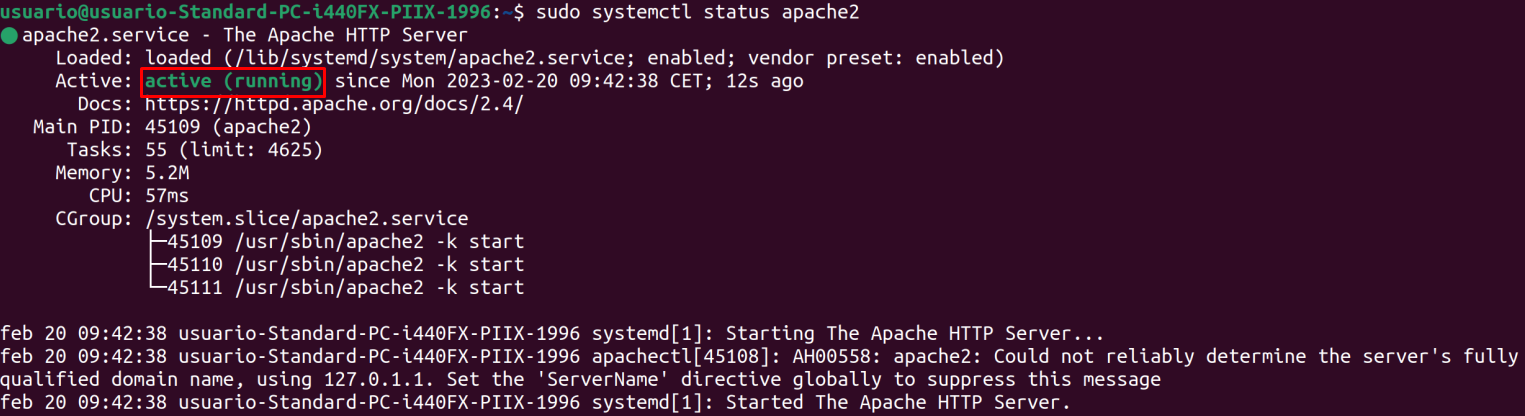 usuario@usuario-Standard-PC-i440FX-PIIX-1996:~$ sudo systemctl status apache2
● apache2.service - The Apache HTTP Server
     Loaded: loaded (/lib/systemd/system/apache2.service; enabled; vendor preset: enabled)
     Active: active (running) since Mon 2023-02-20 09:42:38 CET; 12s ago
       Docs: https://httpd.apache.org/docs/2.4/
   Main PID: 45109 (apache2)
      Tasks: 55 (limit: 4625)
     Memory: 5.2M
        CPU: 57ms
     CGroup: /system.slice/apache2.service
             ├─45109 /usr/sbin/apache2 -k start
             ├─45110 /usr/sbin/apache2 -k start
             └─45111 /usr/sbin/apache2 -k start
feb 20 09:42:38 usuario-Standard-PC-i440FX-PIIX-1996 systemd[1]: Starting The Apache HTTP Server...
feb 20 09:42:38 usuario-Standard-PC-i440FX-PIIX-1996 apachectl[45108]: AH00558: apache2: Could not reliably determine the server's fully
qualified domain name, using 127.0.1.1. Set the 'ServerName' directive globally to suppress this message
feb 20 09:42:38 usuario-Standard-PC-i440FX-PIIX-1996 systemd[1]: Started The Apache HTTP Server.